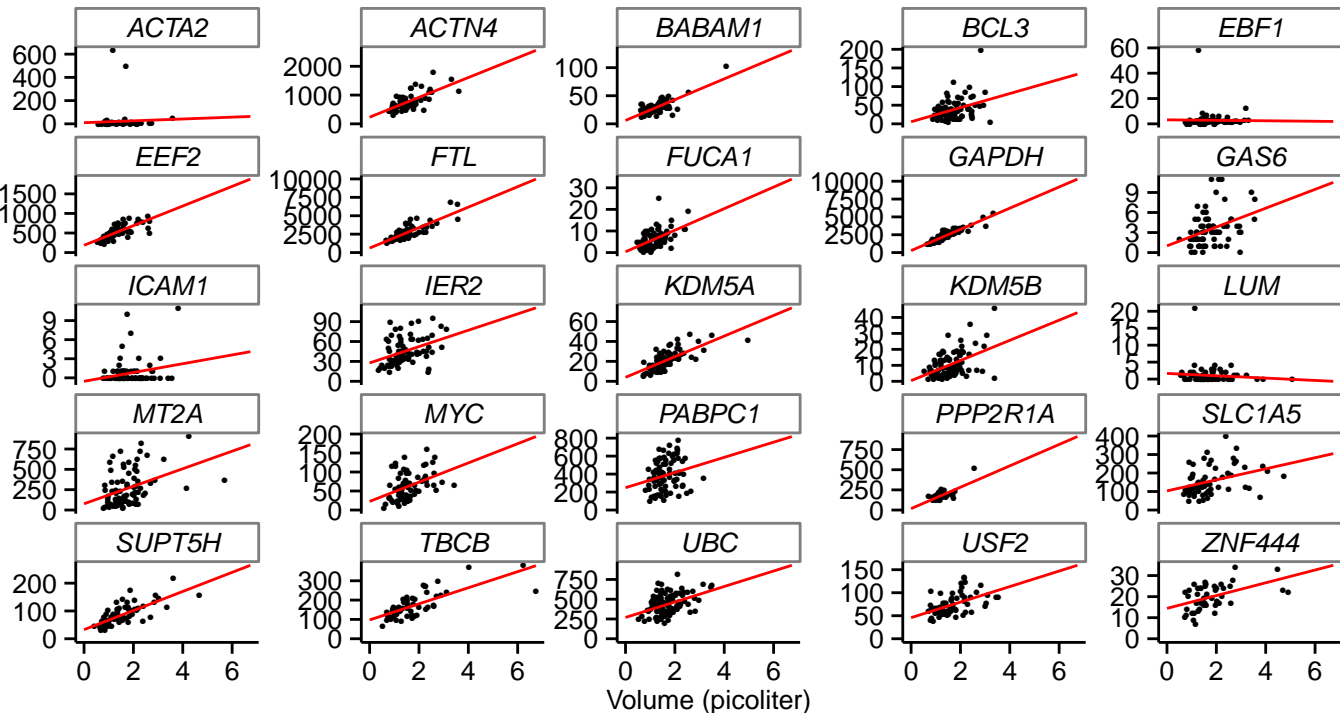 ACTA2 ACTN4 BABAM1 BCL3 EBF1
600 400 200 0 2000 1000 0 100 50 0 200 150 100 50 0 60 40 20 0
EEF2 FTL FUCA1 GAPDH GAS6
1500 1000 500 0 10000 7500 5000 2500 0 30 20 10 0 10000 7500 5000 2500 0 9 6 3 0
ICAM1 IER2 KDM5A KDM5B LUM
9 6 3 0 90 60 30 0 60 40 20 0 40 30 20 10 0 20 15 10 5 0
MT2A MYC PABPC1 PPP2R1A SLC1A5
750 500 250 0 200 150 100 50 0 800 600 400 200 0 1200 800 400 0 400 300 200 100 0
SUPT5H TBCB UBC USF2 ZNF444
200 100 0 300 200 100 0 750 500 250 0 150 100 50 0 30 20 10 0
0 2 4 6 0 2 4 6 0 2 4 6 0 2 4 6 0 2 4 6
Volume (picoliter)